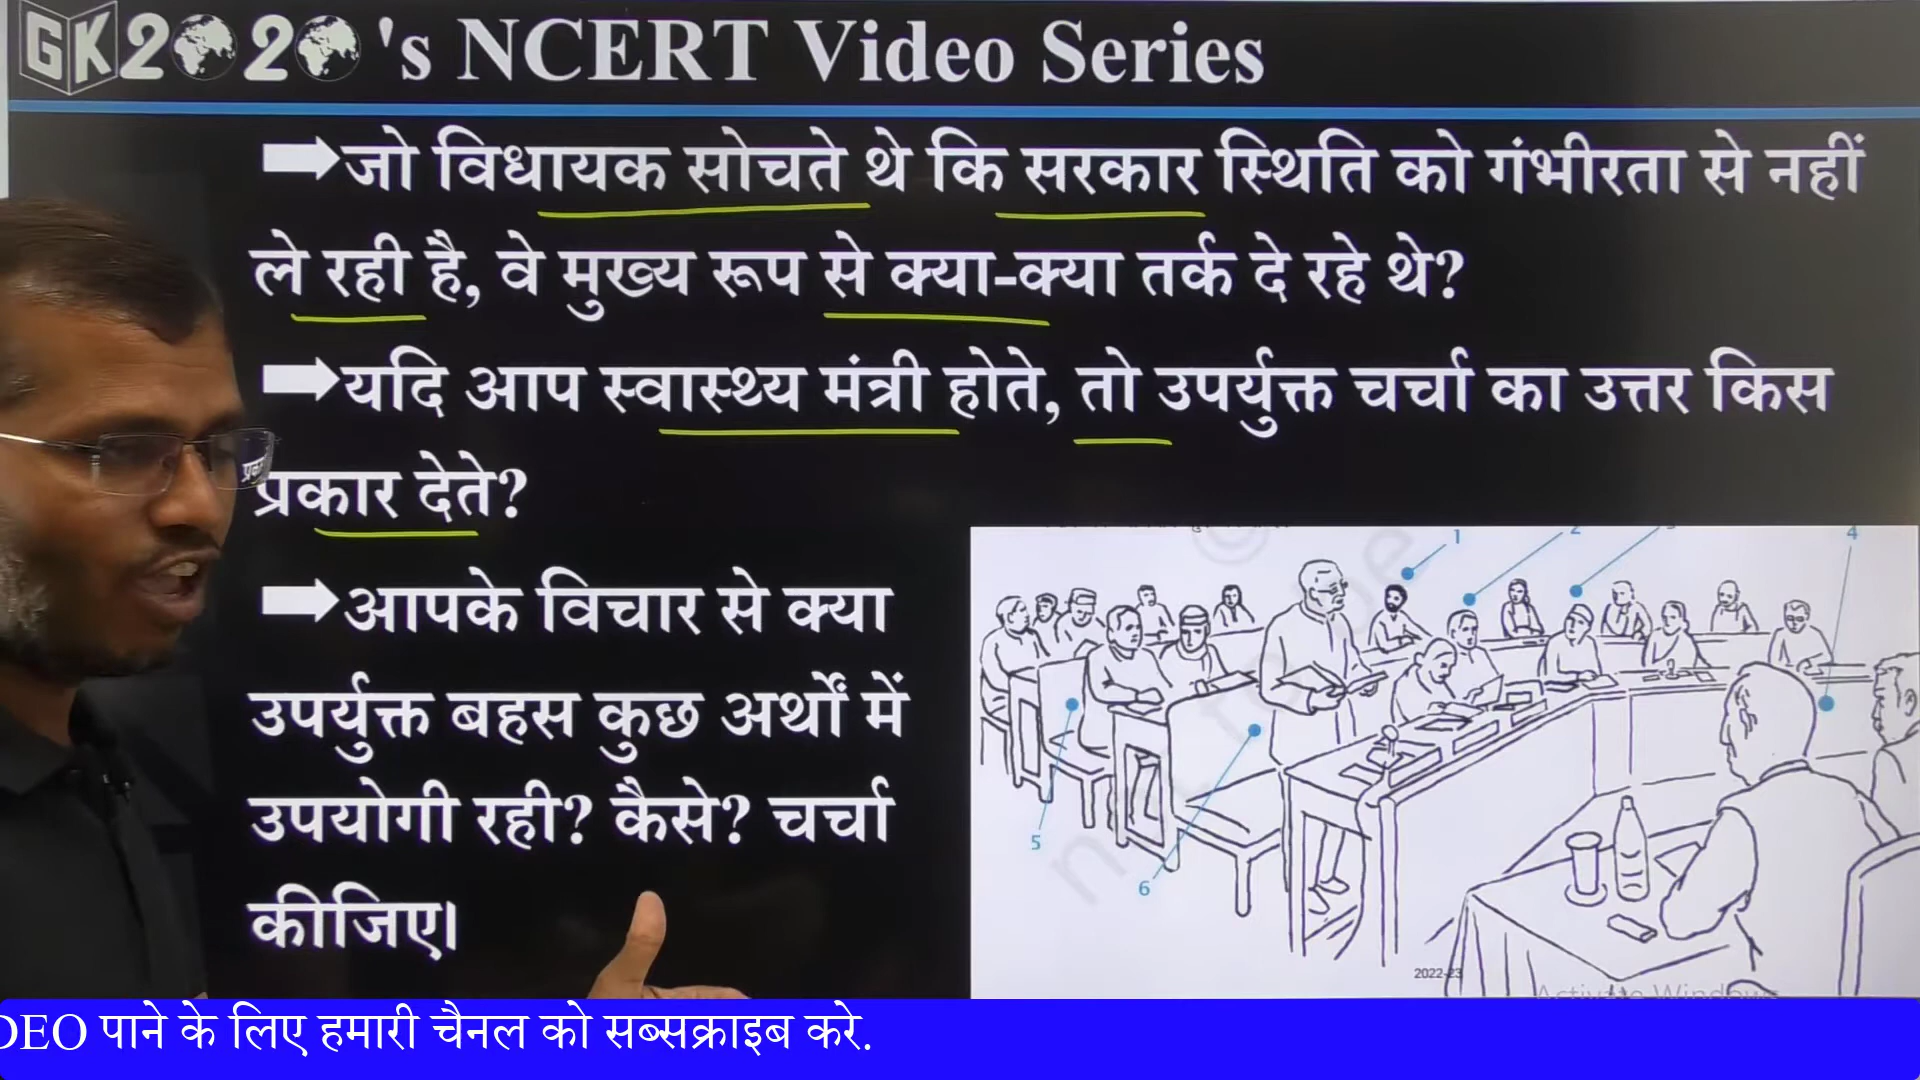 GK2020's NCERT Video Series
जो विधायक सोचते थे कि सरकार स्थिति को गंभीरता से नहीं
ले रही है, वे मुख्य रूप से क्या-क्या तर्क दे रहे थे?
यदि आप स्वास्थ्य मंत्री होते, तो उपर्युक्त चर्चा का उत्तर किस
प्रकार देते?
आपके विचार से क्या
उपर्युक्त बहस कुछ अर्थों में
उपयोगी रही? कैसे? चर्चा
कीजिए।
1
2
4
5
6
2022-23
Activate Windows
DEO पाने के लिए हमारी चैनल को सब्सक्राइब करे.